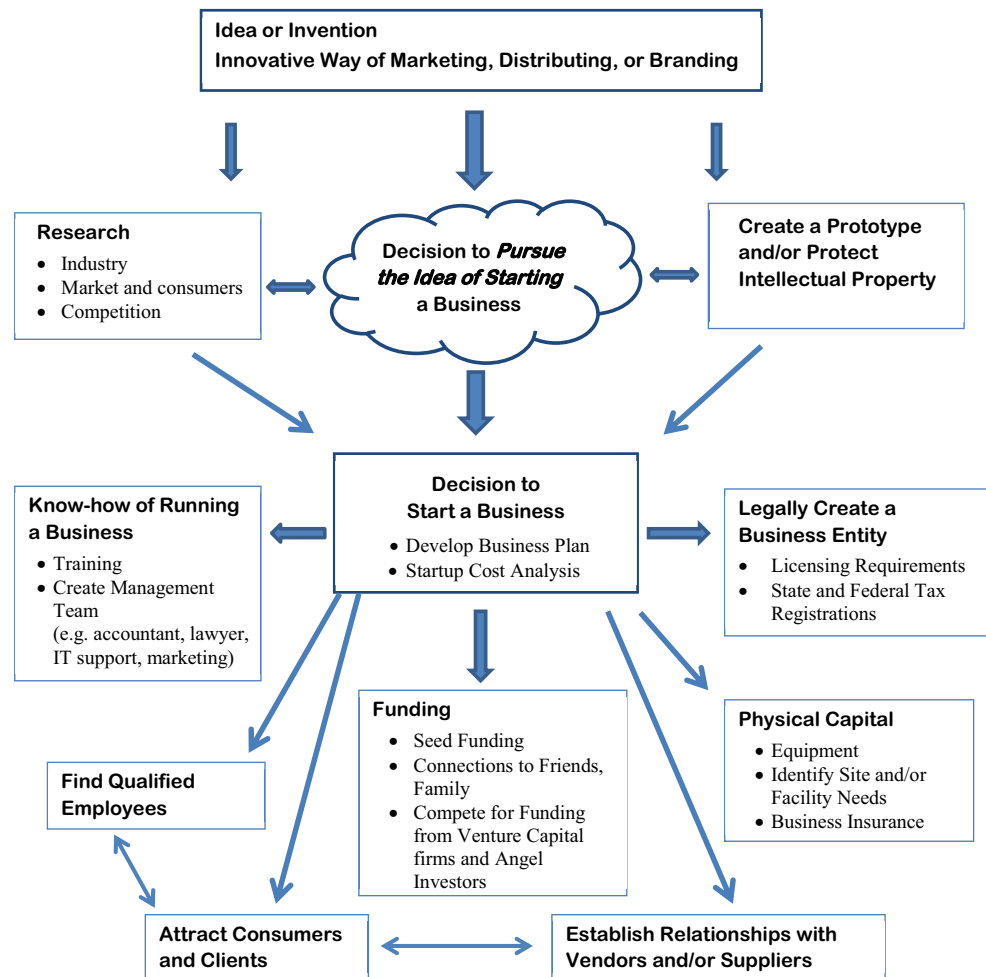 Idea or Invention
Innovative Way of Marketing, Distributing, or Branding
Research
• Industry
• Market and consumers
• Competition
Decision to Pursue
the Idea of Starting
a Business
Create a Prototype
and/or Protect
Intellectual Property
Decision to
Start a Business
• Develop Business Plan
• Startup Cost Analysis
Know-how of Running
a Business
• Training
• Create Management
Team
(e.g. accountant, lawyer,
IT support, marketing)
Legally Create a
Business Entity
• Licensing Requirements
• State and Federal Tax
Registrations
Funding
• Seed Funding
• Connections to Friends,
Family
• Compete for Funding
from Venture Capital
firms and Angel
Investors
Physical Capital
• Equipment
• Identify Site and/or
Facility Needs
• Business Insurance
Find Qualified
Employees
Attract Consumers
and Clients
Establish Relationships with
Vendors and/or Suppliers